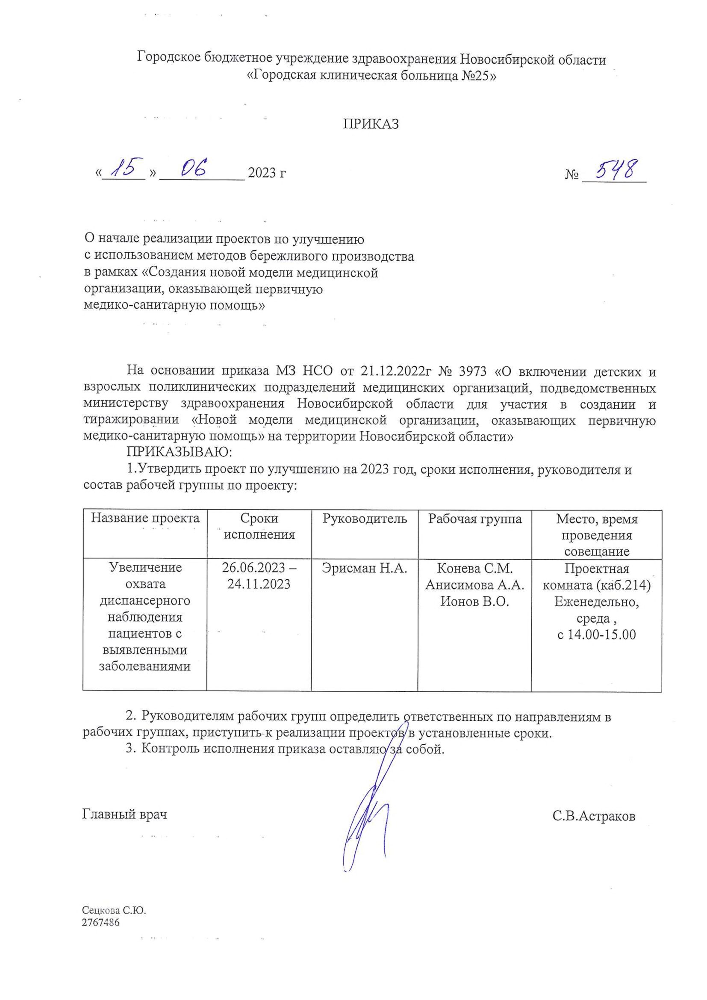 Городское бюджетное учреждение здравоохранения Новосибирской области
«Городская клиническая больница №25»
ПРИКАЗ
« 15 » 06 2023 г № 548
О начале реализации проектов по улучшению
с использованием методов бережливого производства
в рамках «Создания новой модели медицинской
организации, оказывающей первичную
медико-санитарную помощь»
На основании приказа МЗ НСО от 21.12.2022г № 3973 «О включении детских и
взрослых поликлинических подразделений медицинских организаций, подведомственных
министерству здравоохранения Новосибирской области для участия в создании и
тиражировании «Новой модели медицинской организации, оказывающих первичную
медико-санитарную помощь» на территории Новосибирской области»
ПРИКАЗЫВАЮ:
1.Утвердить проект по улучшению на 2023 год, сроки исполнения, руководителя и
состав рабочей группы по проекту:
Название проекта
Сроки
исполнения
Руководитель
Рабочая группа
Место, время
проведения
совещание
Увеличение
охвата
диспансерного
наблюдения
пациентов с
выявленными
заболеваниями
26.06.2023 –
24.11.2023
Эрисман Н.А.
Конева С.М.
Анисимова А.А.
Ионов В.О.
Проектная
комната (каб.214)
Еженедельно,
среда ,
с 14.00-15.00
2. Руководителям рабочих групп определить ответственных по направлениям в
рабочих группах, приступить к реализации проектов в установленные сроки.
3. Контроль исполнения приказа оставляю за собой.
Главный врач С.В.Астраков
Сецкова С.Ю.
2767486